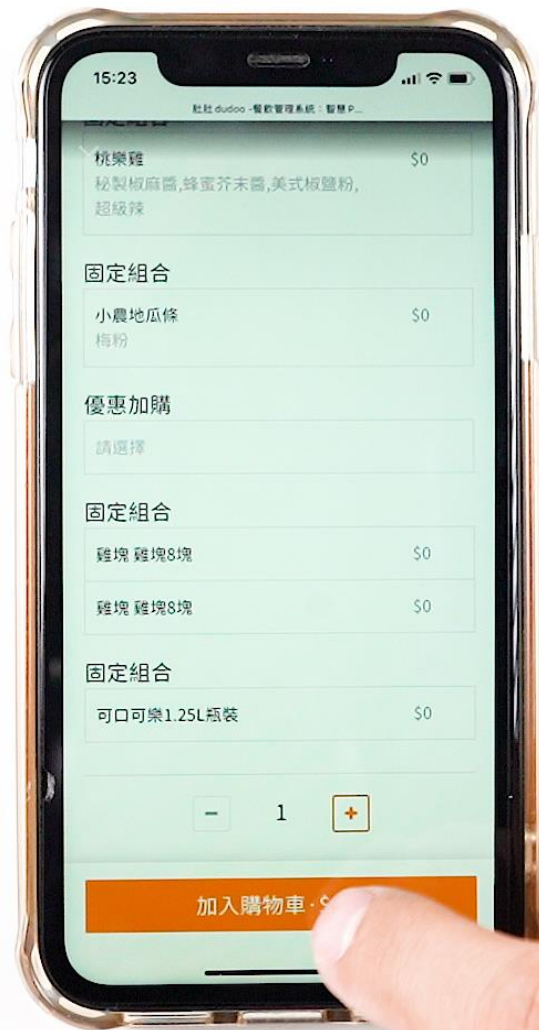 15:23
肚肚 dudoo -餐飲管理系統：智慧 P...
固定組合
桃樂雞 $0
秘製椒麻醬,蜂蜜芥末醬,美式椒鹽粉,
超級辣
固定組合
小農地瓜條 $0
梅粉
優惠加購
請選擇
固定組合
雞塊 雞塊8塊 $0
雞塊 雞塊8塊 $0
固定組合
可口可樂1.25L瓶裝 $0
− 1 +
加入購物車 · $